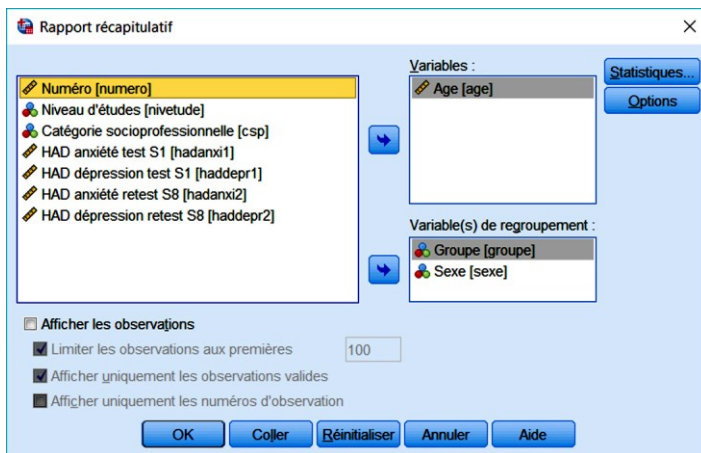 Rapport récapitulatif
Numéro [numero]
Niveau d'études [nivetude]
Catégorie socioprofessionnelle [csp]
HAD anxiété test S1 [hadanxi1]
HAD dépression test S1 [haddepr1]
HAD anxiété retest S8 [hadanxi2]
HAD dépression retest S8 [haddepr2]
Variables :
Age [age]
Statistiques...
Options
Variable(s) de regroupement :
Groupe [groupe]
Sexe [sexe]
Afficher les observations
Limiter les observations aux premières 100
Afficher uniquement les observations valides
Afficher uniquement les numéros d'observation
OK Coller Réinitialiser Annuler Aide